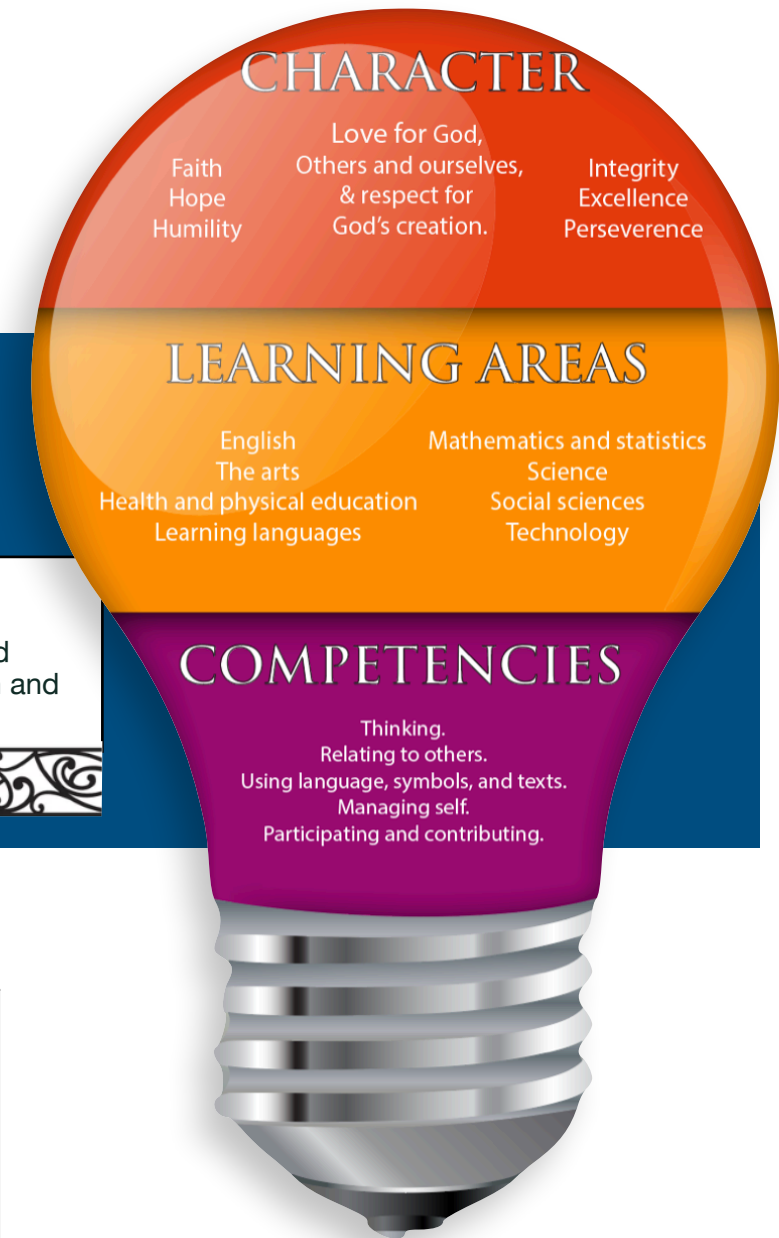 CHARACTER
Love for God,
Others and ourselves,
& respect for
God's creation.
Faith
Hope
Humility
Integrity
Excellence
Perseverence
LEARNING AREAS
English
The arts
Health and physical education
Learning languages
Mathematics and statistics
Science
Social sciences
Technology
and
COMPETENCIES
Thinking.
Relating to others.
Using language, symbols, and texts.
Managing self.
Participating and contributing.